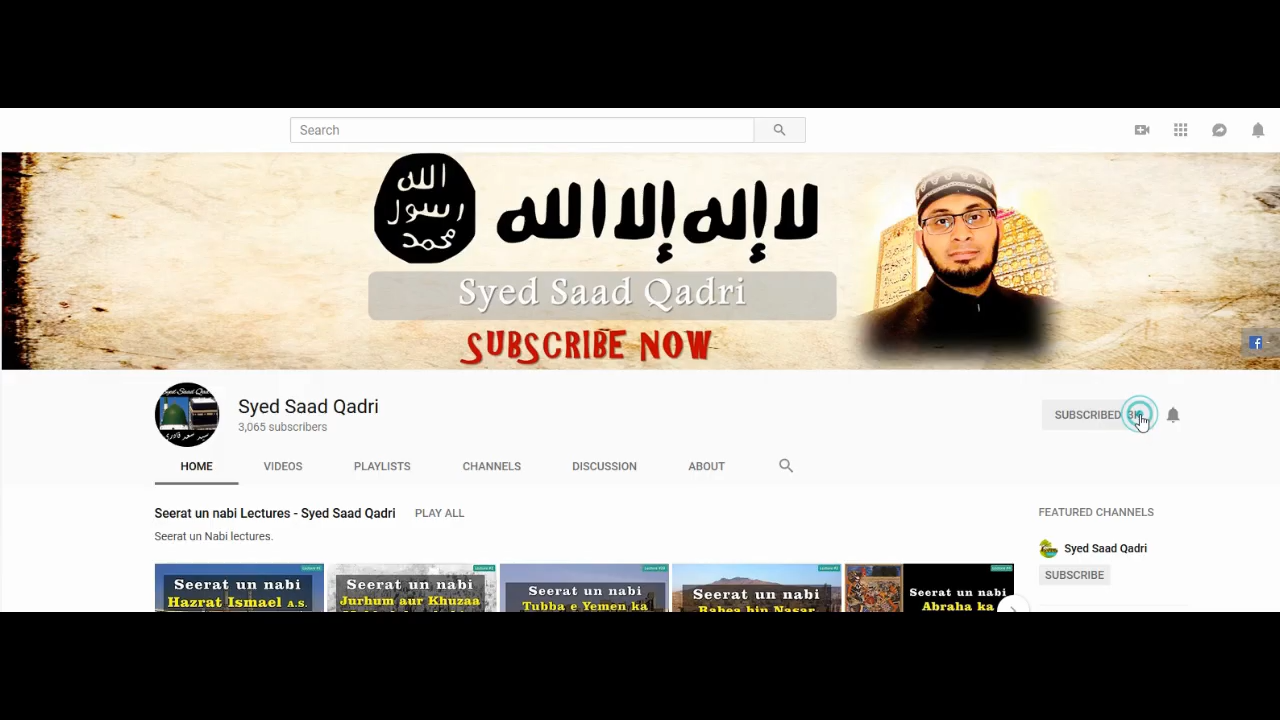 Search
الله
رسول
محمد
لا إله إلا الله
Syed Saad Qadri
SUBSCRIBE NOW
Syed Saad Qadri
3,065 subscribers
SUBSCRIBED
HOME VIDEOS PLAYLISTS CHANNELS DISCUSSION ABOUT
Seerat un nabi Lectures - Syed Saad Qadri PLAY ALL
Seerat un Nabi lectures.
FEATURED CHANNELS
Syed Saad Qadri
SUBSCRIBE
Seerat un nabi
Hazrat Ismael A.S.
Seerat un nabi
Jurhum aur Khuzaa
Seerat un nabi
Tubba e Yemen ka
Seerat un nabi
Rabea bin Nasar
Seerat un nabi
Abraha ka